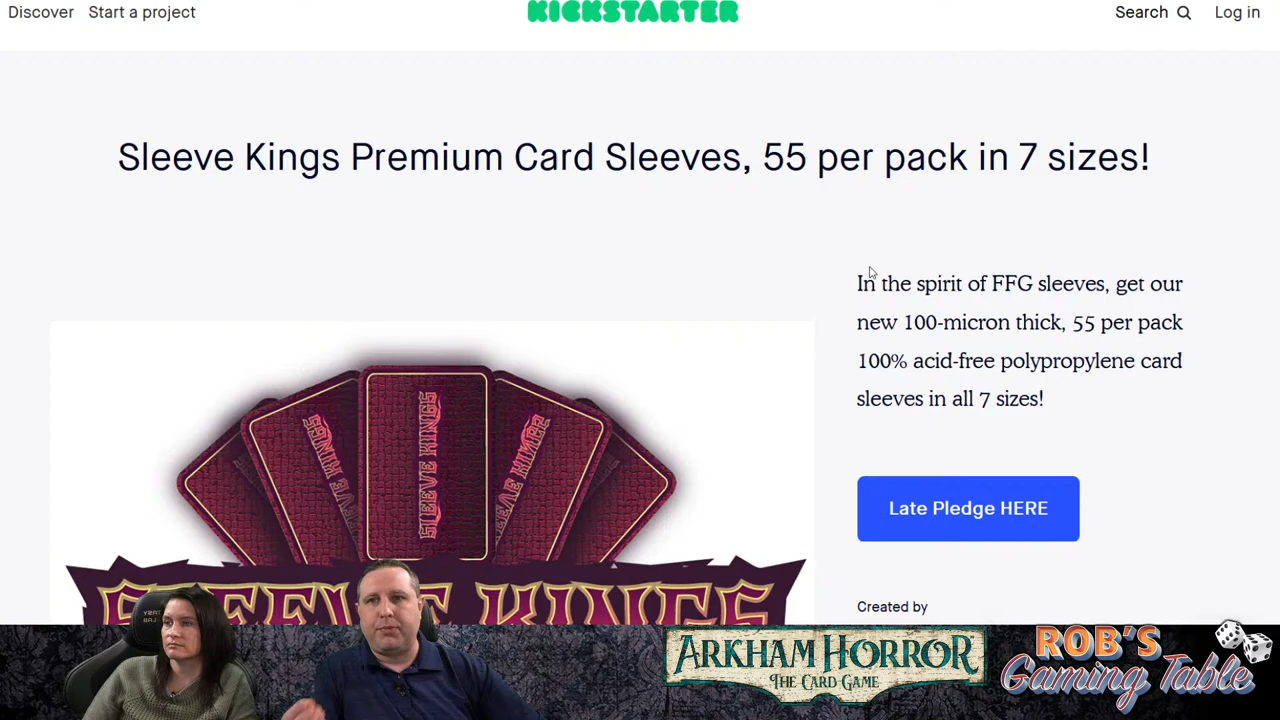 Discover Start a project KICKSTARTER Search Log in
Sleeve Kings Premium Card Sleeves, 55 per pack in 7 sizes!
In the spirit of FFG sleeves, get our
new 100-micron thick, 55 per pack
100% acid-free polypropylene card
sleeves in all 7 sizes!
Late Pledge HERE
SLEEVE KINGS
SLEEVE KINGS
SLEEVE KINGS
SLEEVE KINGS
Created by
ARKHAM HORROR
THE CARD GAME
ROB'S
Gaming Table